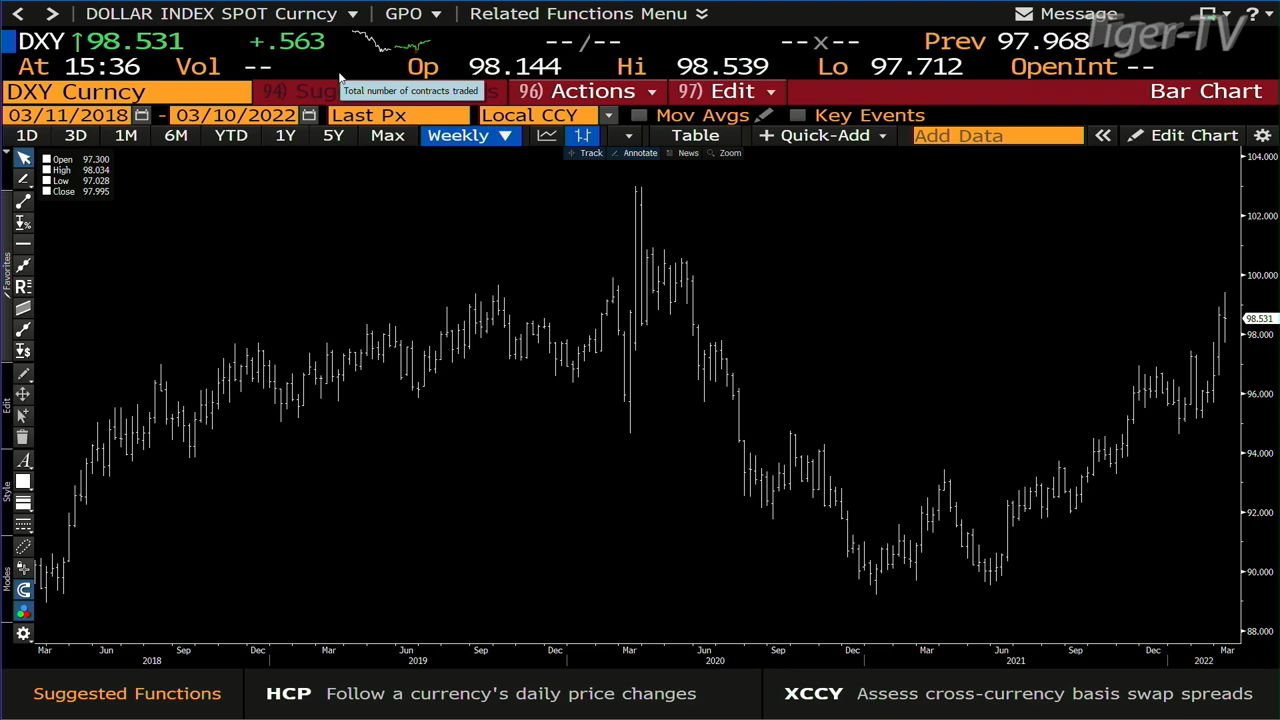 < > DOLLAR INDEX SPOT Curncy ▼ GPO ▼ Related Functions Menu Message ? ▼
Tiger-TV
DXY ↑98.531 +.563 --/-- --x-- Prev 97.968
At 15:36 Vol -- Op 98.144 Hi 98.539 Lo 97.712 OpenInt --
DXY Curncy 94) 96) Actions 97) Edit Bar Chart
Total number of contracts traded
03/11/2018 - 03/10/2022 Last Px Local CCY Mov Avgs Key Events
1D 3D 1M 6M YTD 1Y 5Y Max Weekly ▼ Table + Quick-Add Add Data « Edit Chart
Track Annotate News Zoom
Open 97.300
High 98.034
Low 97.028
Close 97.995
Favorites
Edit
Style
Modes
104.000
102.000
100.000
98.531
98.000
96.000
94.000
92.000
90.000
88.000
Mar Jun Sep Dec Mar Jun Sep Dec Mar Jun Sep Dec Mar Jun Sep Dec Mar
2018 2019 2020 2021 2022
Suggested Functions HCP Follow a currency's daily price changes XCCY Assess cross-currency basis swap spreads